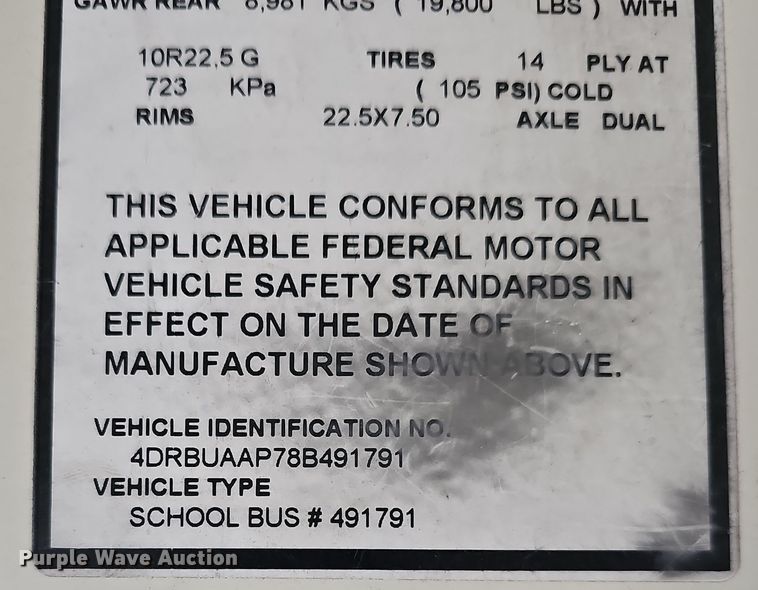 GAWR REAR 8,981 KGS ( 19,800 LBS ) WITH
10R22,5 G TIRES 14 PLY AT
723 KPa ( 105 PSI) COLD
RIMS 22.5X7.50 AXLE DUAL
THIS VEHICLE CONFORMS TO ALL
APPLICABLE FEDERAL MOTOR
VEHICLE SAFETY STANDARDS IN
EFFECT ON THE DATE OF
MANUFACTURE SHOWN ABOVE.
VEHICLE IDENTIFICATION NO.
4DRBUAAP78B491791
VEHICLE TYPE
SCHOOL BUS # 491791
Purple Wave Auction